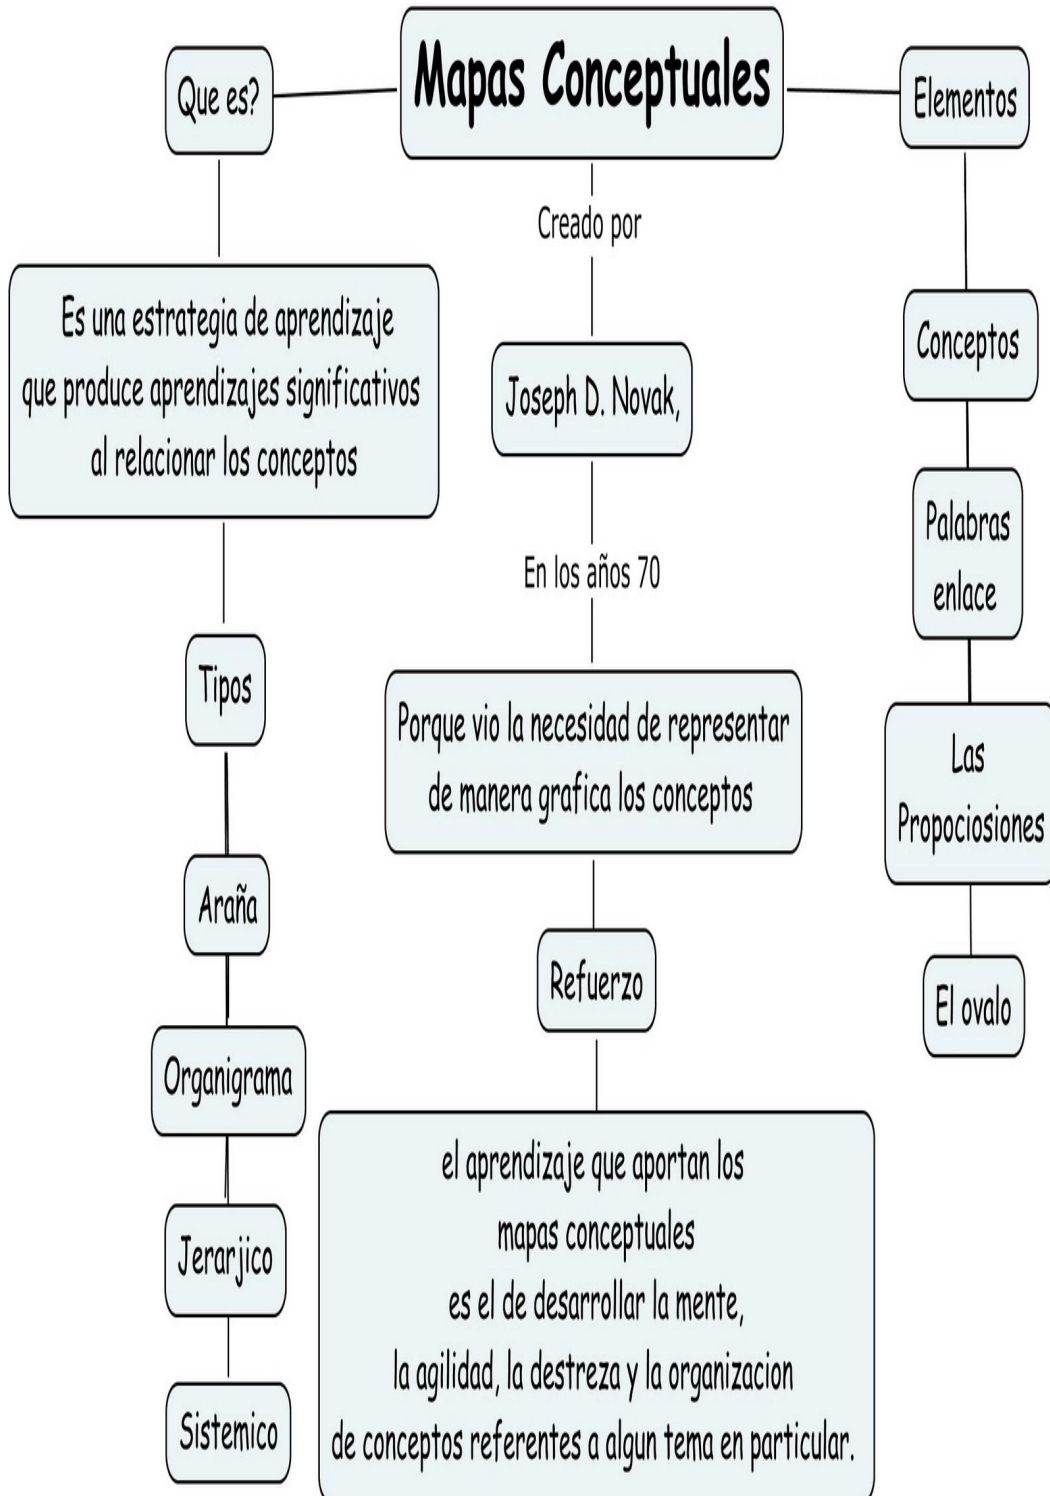 Mapas Conceptuales
Que es?
Es una estrategia de aprendizaje
que produce aprendizajes significativos
al relacionar los conceptos
Tipos
Araña
Organigrama
Jerarjico
Sistemico
Creado por
Joseph D. Novak,
En los años 70
Porque vio la necesidad de representar
de manera grafica los conceptos
Refuerzo
el aprendizaje que aportan los
mapas conceptuales
es el de desarrollar la mente,
la agilidad, la destreza y la organizacion
de conceptos referentes a algun tema en particular.
Elementos
Conceptos
Palabras
enlace
Las
Propociosiones
El ovalo